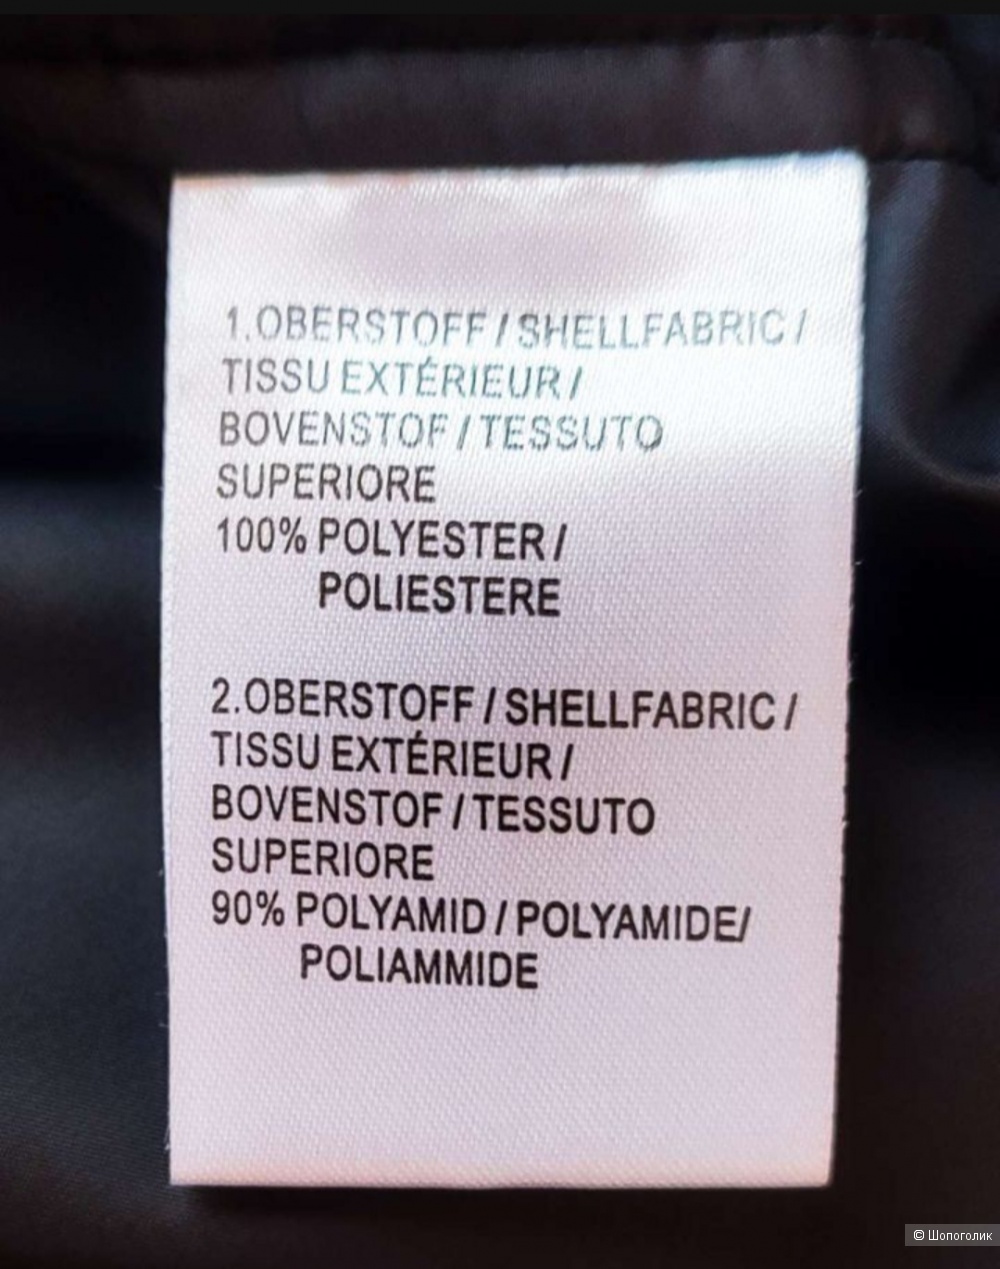 1.OBERSTOFF / SHELLFABRIC /
TISSU EXTÉRIEUR /
BOVENSTOF / TESSUTO
SUPERIORE
100% POLYESTER /
POLIESTERE
2.OBERSTOFF / SHELLFABRIC /
TISSU EXTÉRIEUR /
BOVENSTOF / TESSUTO
SUPERIORE
90% POLYAMID / POLYAMIDE/
POLIAMMIDE
© Шопоголик